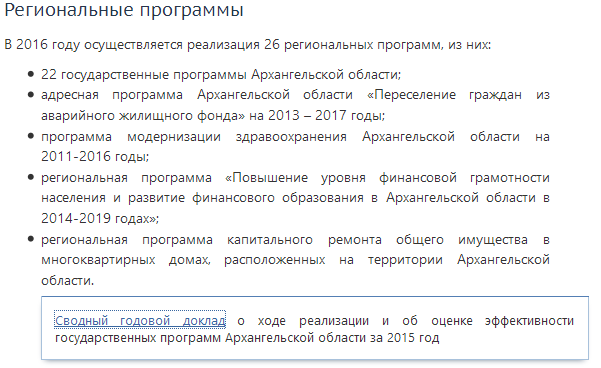 Региональные программы
В 2016 году осуществляется реализация 26 региональных программ, из них:
22 государственные программы Архангельской области;
адресная программа Архангельской области «Переселение граждан из
аварийного жилищного фонда» на 2013 – 2017 годы;
программа модернизации здравоохранения Архангельской области на
2011-2016 годы;
региональная программа «Повышение уровня финансовой грамотности
населения и развитие финансового образования в Архангельской области в
2014-2019 годах»;
региональная программа капитального ремонта общего имущества в
многоквартирных домах, расположенных на территории Архангельской
области.
Сводный годовой доклад о ходе реализации и об оценке эффективности
государственных программ Архангельской области за 2015 год